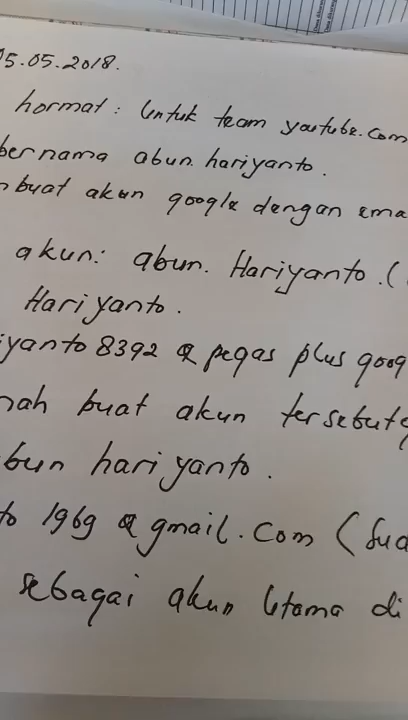 5.05.2018.
hormat: Untuk team youtube.com
bernama abun hariyanto.
buat akun google dengan ema
akun: abun. Hariyanto. (
Hariyanto.
iyanto 8392 @ pegas plus goog
nah buat akun tersebut
bun hariyanto.
to 1969 @ gmail. Com (Sua
sebagai akun Utama di